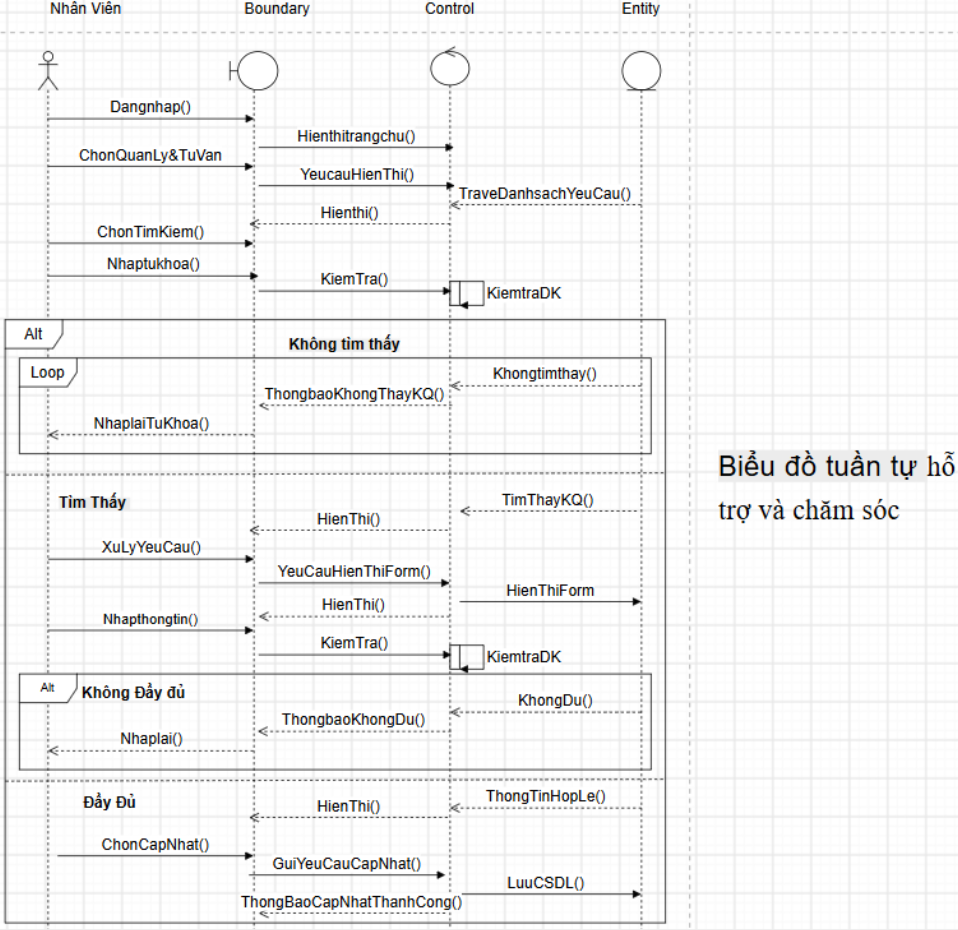 Nhân Viên Boundary Control Entity
Dangnhap()
Hienthitrangchu()
ChonQuanLy&TuVan
YeucauHienThi()
TraveDanhsachYeuCau()
Hienthi()
ChonTimKiem()
Nhaptukhoa()
KiemTra()
KiemtraDK
Alt
Không tìm thấy
Loop
Khongtimthay()
ThongbaoKhongThayKQ()
NhaplaiTuKhoa()
Biểu đồ tuần tự hỗ
trợ và chăm sóc
Tìm Thấy
TimThayKQ()
HienThi()
XuLyYeuCau()
YeuCauHienThiForm()
HienThiForm
HienThi()
Nhapthongtin()
KiemTra()
KiemtraDK
Alt
Không Đầy đủ
KhongDu()
ThongbaoKhongDu()
Nhaplai()
Đầy Đủ
ThongTinHopLe()
HienThi()
ChonCapNhat()
GuiYeuCauCapNhat()
LuuCSDL()
ThongBaoCapNhatThanhCong()